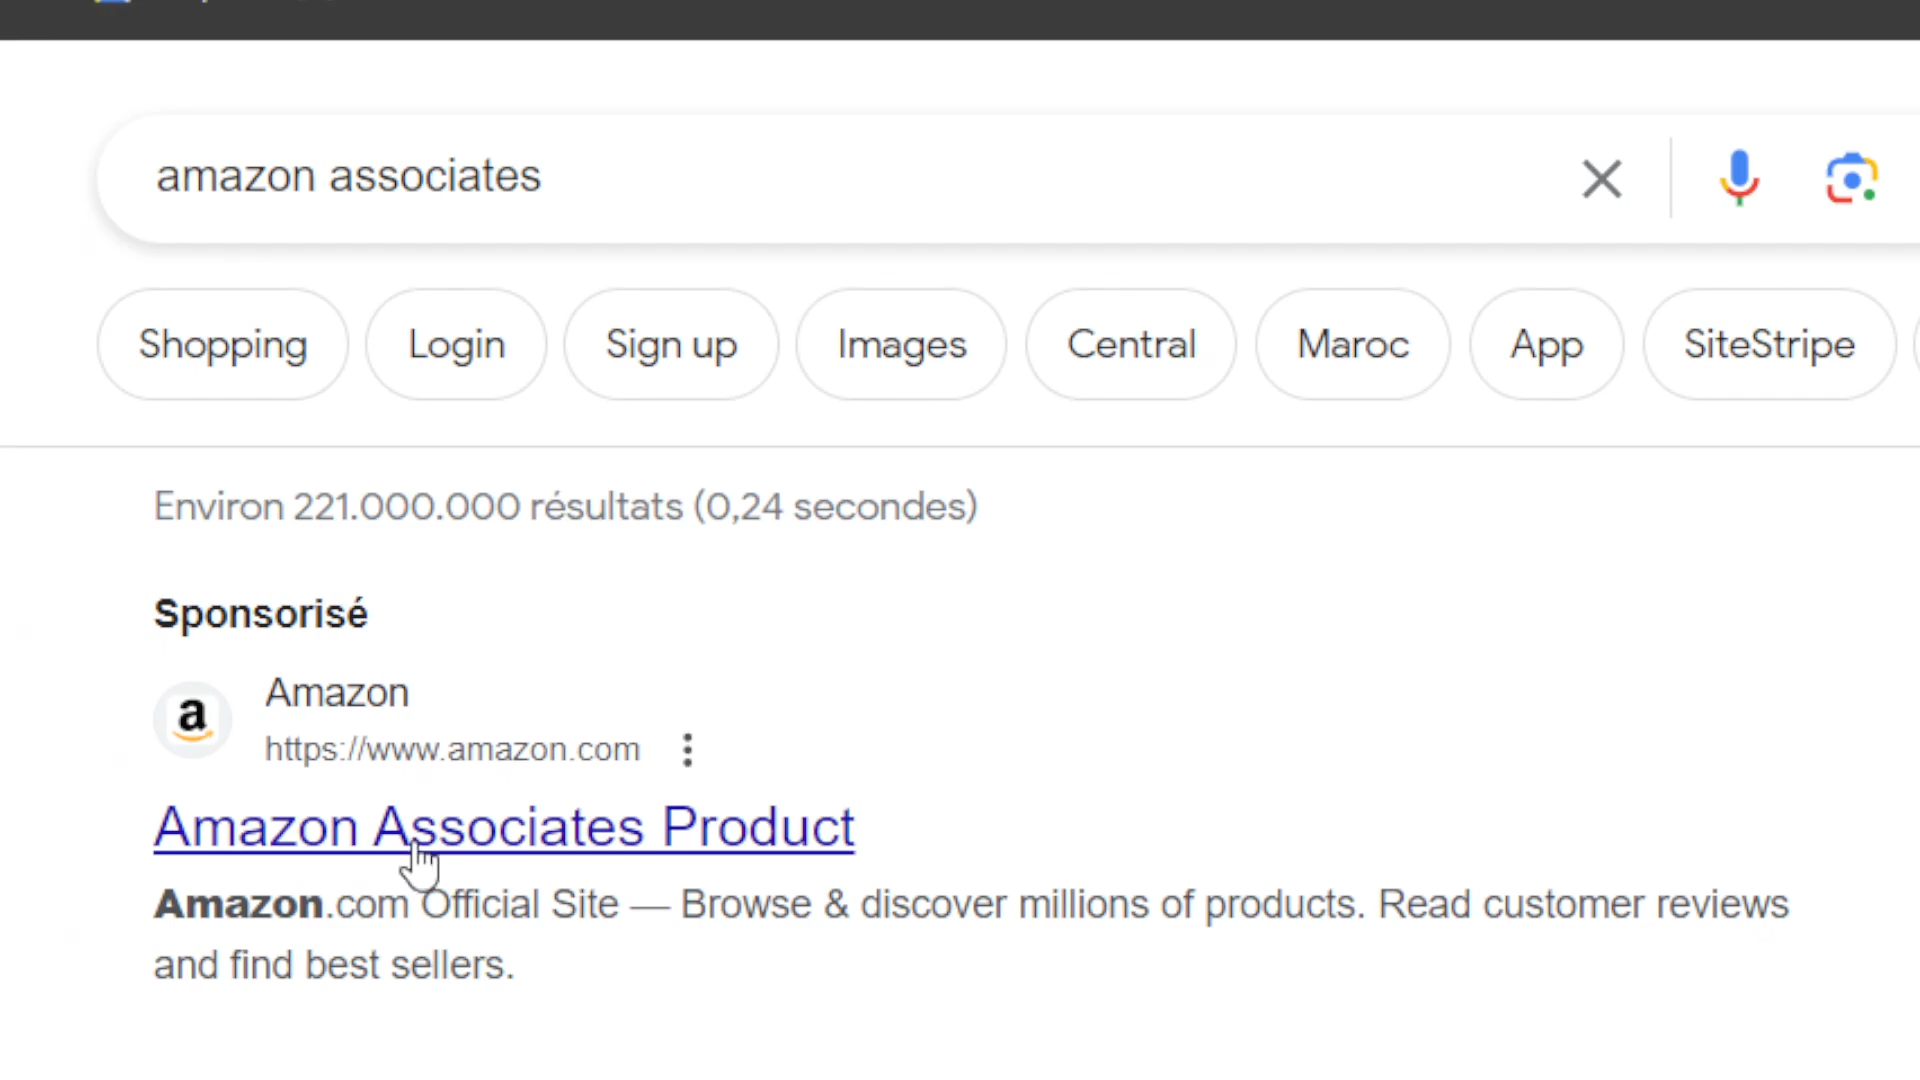 amazon associates
Shopping Login Sign up Images Central Maroc App SiteStripe
Environ 221.000.000 résultats (0,24 secondes)
Sponsorisé
a
Amazon
https://www.amazon.com
Amazon Associates Product
Amazon.com Official Site — Browse & discover millions of products. Read customer reviews
and find best sellers.